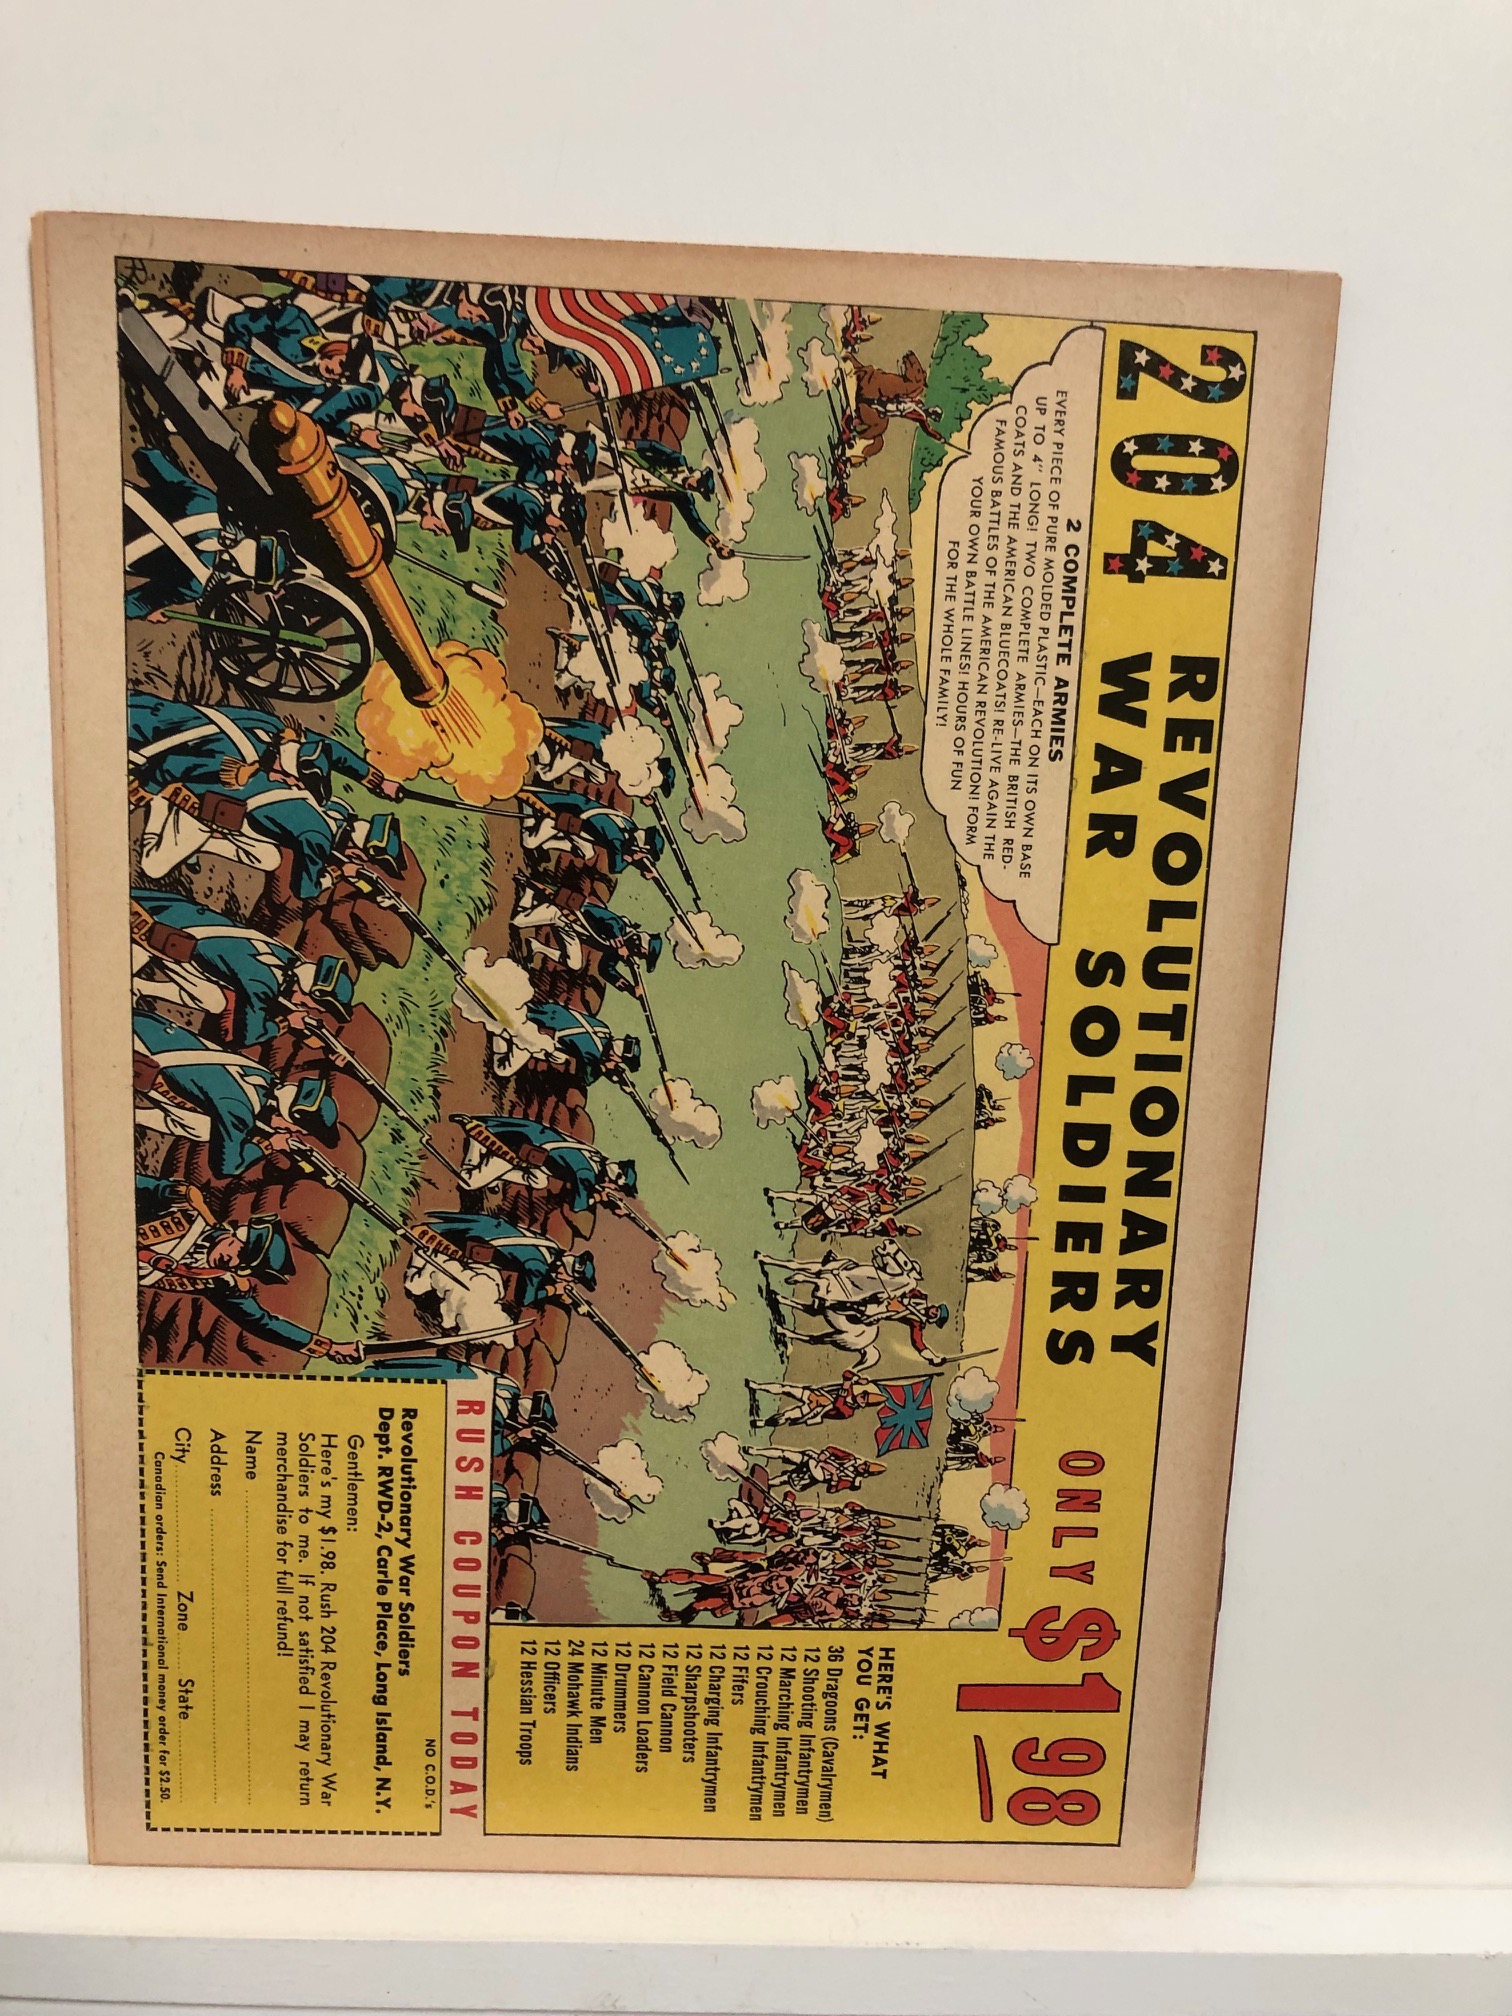 204 REVOLUTIONARY
WAR SOLDIERS ONLY $1.98
2 COMPLETE ARMIES
EVERY PIECE OF PURE MOLDED PLASTIC—EACH ON ITS OWN BASE
UP TO 4" LONG! TWO COMPLETE ARMIES—THE BRITISH RED-
COATS AND THE AMERICAN BLUECOATS! RE-LIVE AGAIN THE
FAMOUS BATTLES OF THE AMERICAN REVOLUTION! FORM
YOUR OWN BATTLE LINES! HOURS OF FUN
FOR THE WHOLE FAMILY!
HERE'S WHAT
YOU GET:
36 Dragoons (Cavalrymen)
12 Shooting Infantrymen
12 Marching Infantrymen
12 Crouching Infantrymen
12 Fifers
12 Charging Infantrymen
12 Sharpshooters
12 Field Cannon
12 Cannon Loaders
12 Drummers
12 Minute Men
24 Mohawk Indians
12 Officers
12 Hessian Troops
RUSH COUPON TODAY
NO C.O.D.'s
Revolutionary War Soldiers
Dept. RWD-2, Carle Place, Long Island, N.Y.
Gentlemen:
Here's my $1.98. Rush 204 Revolutionary War
Soldiers to me. If not satisfied I may return
merchandise for full refund!
Name
Address
City Zone State
Canadian orders: Send International money order for $2.50.